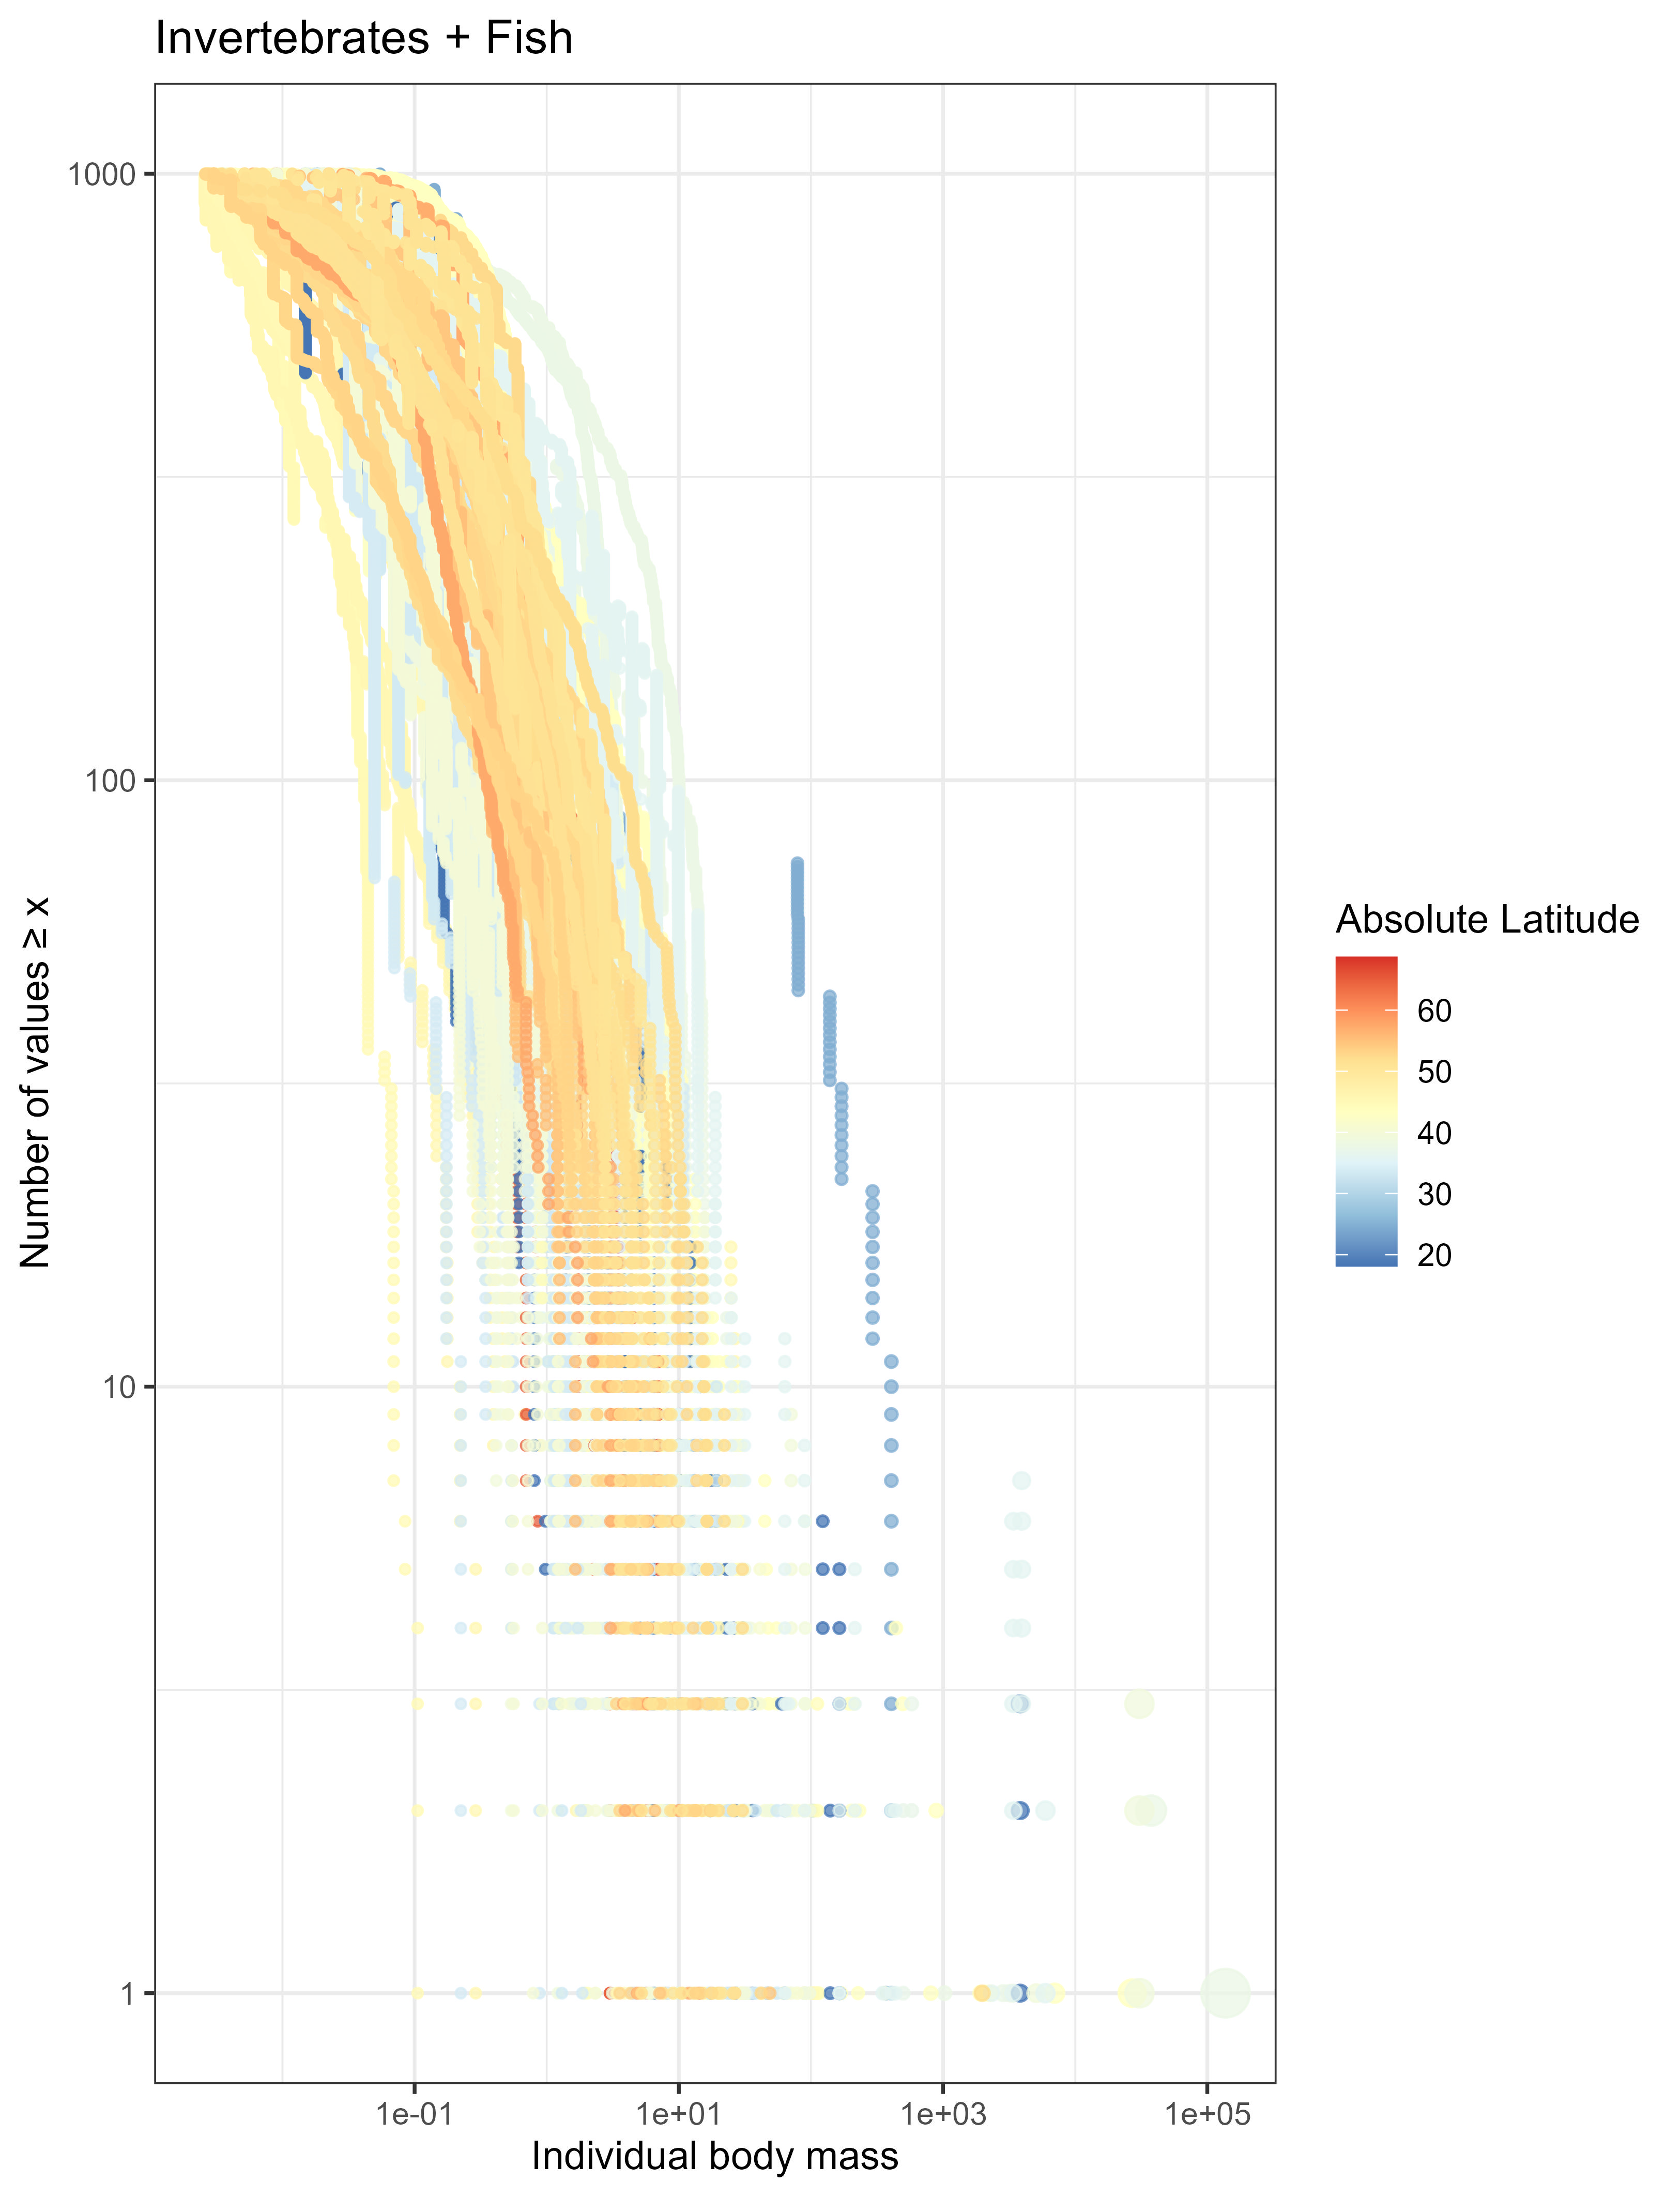 Invertebrates + Fish
1000
100
10
1
Number of values ≥ x
1e-01
1e+01
1e+03
1e+05
Individual body mass
Absolute Latitude
60
50
40
30
20